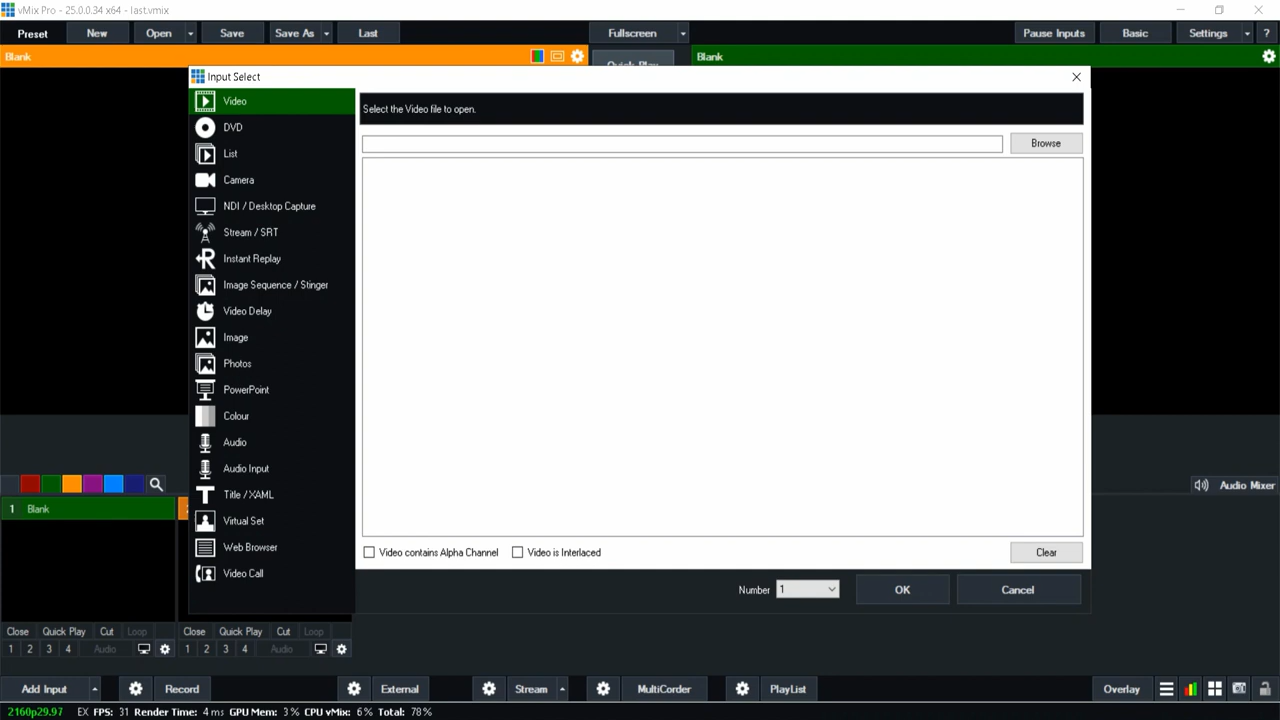 vMix Pro - 25.0.0.34 x64 - last.vmix
Preset New Open Save Save As Last Fullscreen Pause Inputs Basic Settings ?
Blank Quick Play Blank
Input Select
Video
DVD
List
Camera
NDI / Desktop Capture
Stream / SRT
Instant Replay
Image Sequence / Stinger
Video Delay
Image
Photos
PowerPoint
Colour
Audio
Audio Input
Title / XAML
Virtual Set
Web Browser
Video Call
Select the Video file to open.
Browse
Video contains Alpha Channel Video is Interlaced Clear
Number 1 OK Cancel
Audio Mixer
1 Blank 2
Close Quick Play Cut Loop Close Quick Play Cut Loop
1 2 3 4 Audio 1 2 3 4 Audio
Add Input Record External Stream MultiCorder PlayList Overlay
2160p29.97 EX FPS: 31 Render Time: 4 ms GPU Mem: 3 % CPU vMix: 6 % Total: 78 %